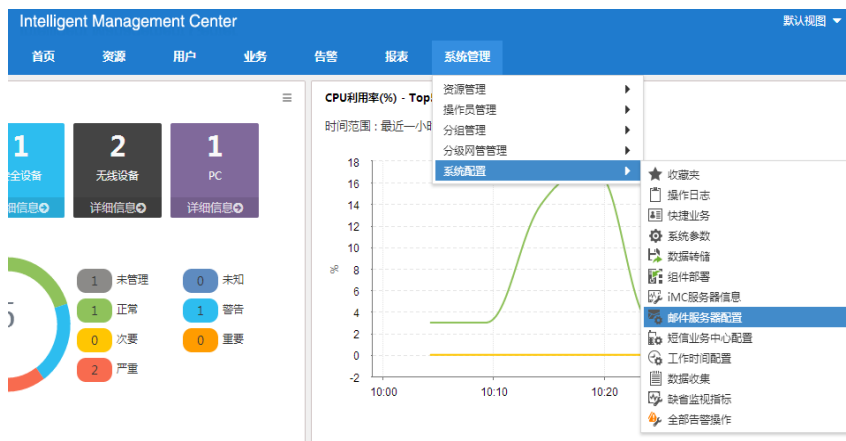 Intelligent Management Center
默认视图
首页 资源 用户 业务 告警 报表 系统管理
资源管理
操作员管理
分组管理
分级网管管理
系统配置
收藏夹
操作日志
快捷业务
系统参数
数据转储
组件部署
iMC服务器信息
邮件服务器配置
短信业务中心配置
工作时间配置
数据收集
缺省监视指标
全部告警操作
1
全设备
细信息
2
无线设备
详细信息
1
PC
详细信息
1 未管理
0 未知
1 正常
1 警告
0 次要
0 重要
2 严重
CPU利用率(%) - Top
时间范围 : 最近一小
%
18
16
14
12
10
8
6
4
2
0
-2
10:00 10:10 10:20